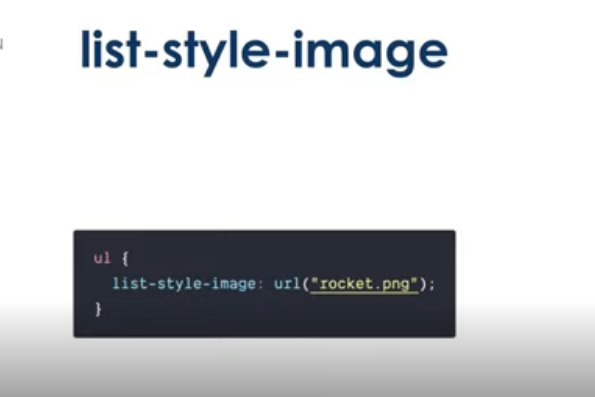 list-style-image
ul {
  list-style-image: url("rocket.png");
}